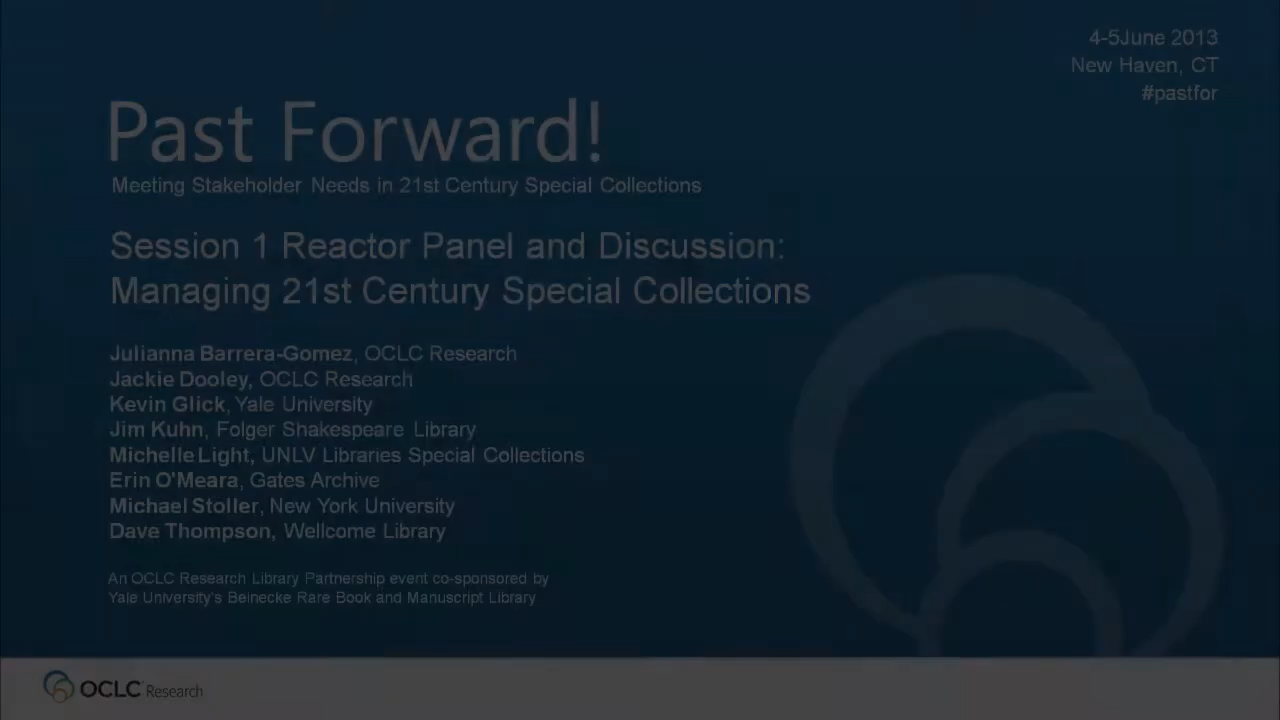 4-5June 2013
New Haven, CT
#pastfor
Past Forward!
Meeting Stakeholder Needs in 21st Century Special Collections
Session 1 Reactor Panel and Discussion:
Managing 21st Century Special Collections
Julianna Barrera-Gomez, OCLC Research
Jackie Dooley, OCLC Research
Kevin Glick, Yale University
Jim Kuhn, Folger Shakespeare Library
Michelle Light, UNLV Libraries Special Collections
Erin O'Meara, Gates Archive
Michael Stoller, New York University
Dave Thompson, Wellcome Library
An OCLC Research Library Partnership event co-sponsored by
Yale University's Beinecke Rare Book and Manuscript Library
OCLC Research